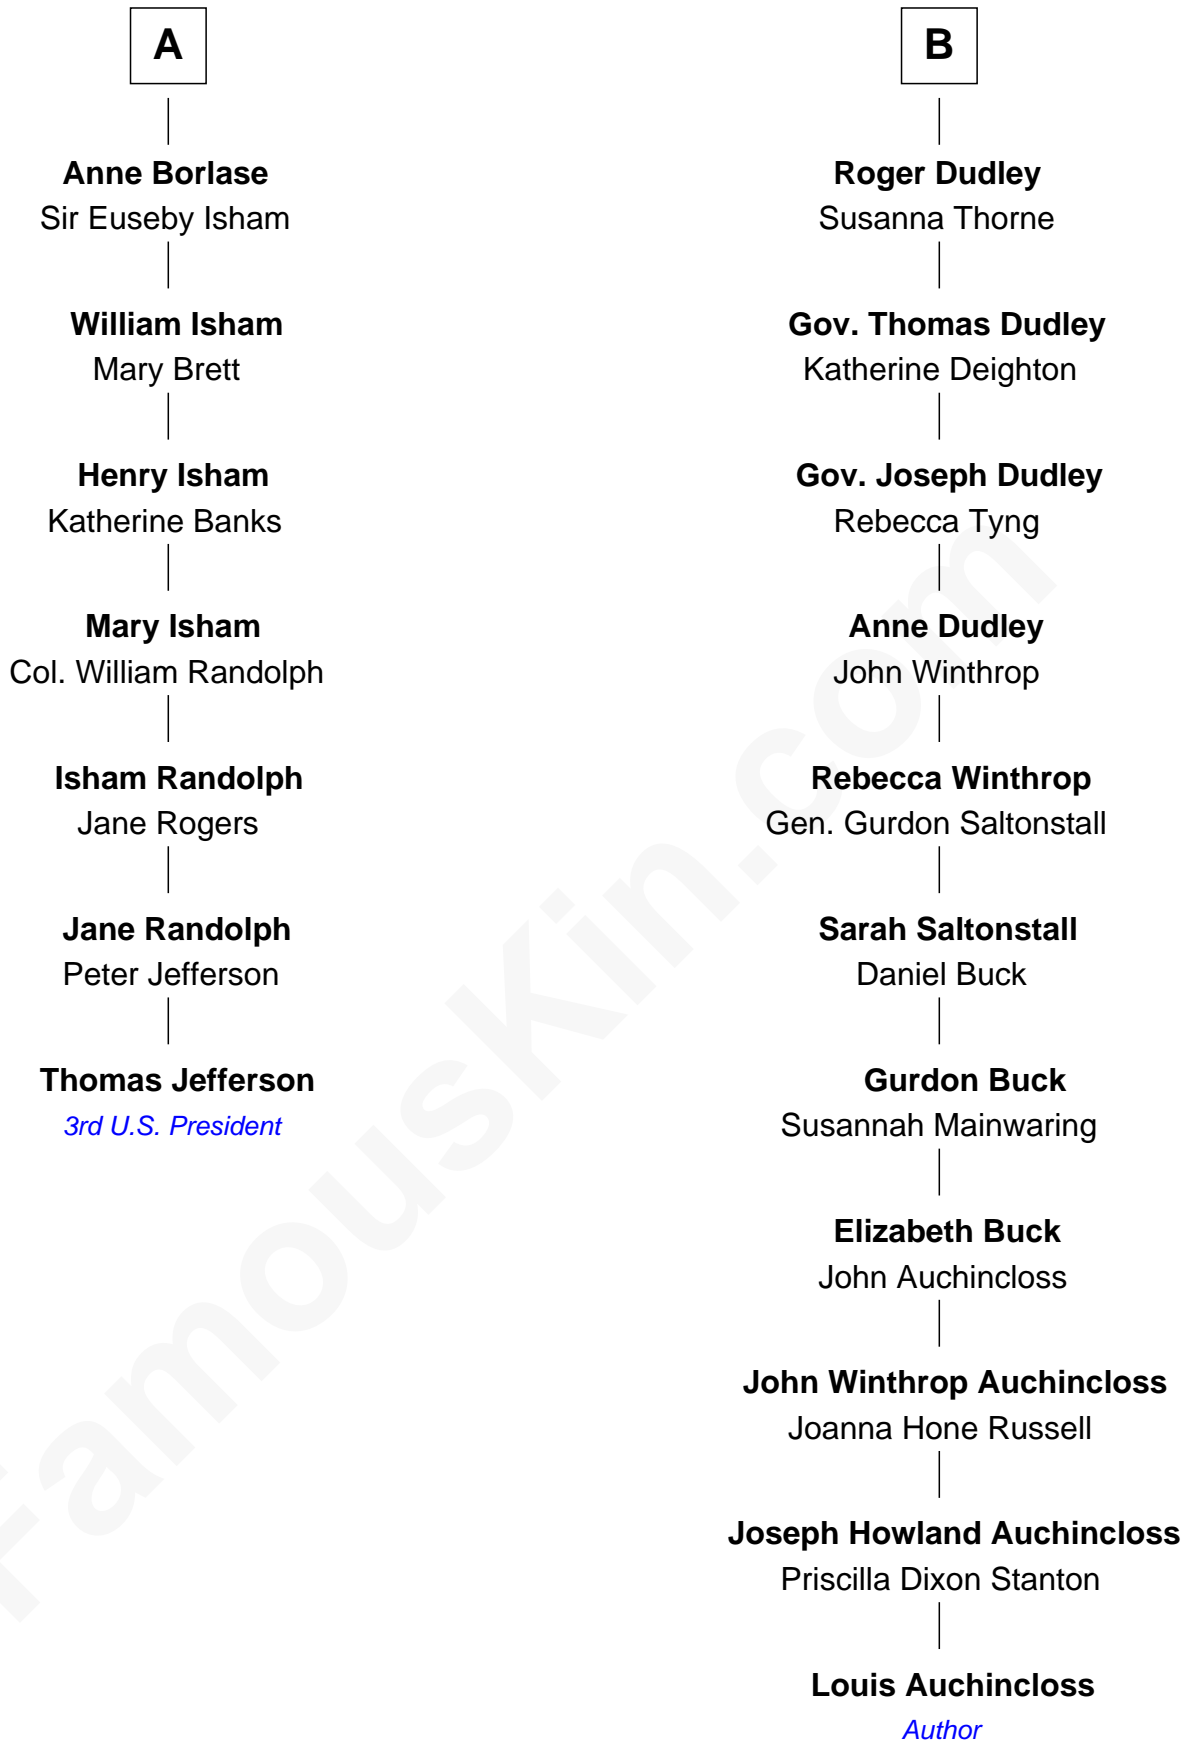 A
Anne Borlase
Sir Euseby Isham
William Isham
Mary Brett
Henry Isham
Katherine Banks
Mary Isham
Col. William Randolph
Isham Randolph
Jane Rogers
Jane Randolph
Peter Jefferson
Thomas Jefferson
3rd U.S. President
B
Roger Dudley
Susanna Thorne
Gov. Thomas Dudley
Katherine Deighton
Gov. Joseph Dudley
Rebecca Tyng
Anne Dudley
John Winthrop
Rebecca Winthrop
Gen. Gurdon Saltonstall
Sarah Saltonstall
Daniel Buck
Gurdon Buck
Susannah Mainwaring
Elizabeth Buck
John Auchincloss
John Winthrop Auchincloss
Joanna Hone Russell
Joseph Howland Auchincloss
Priscilla Dixon Stanton
Louis Auchincloss
Author
FamousKin.com